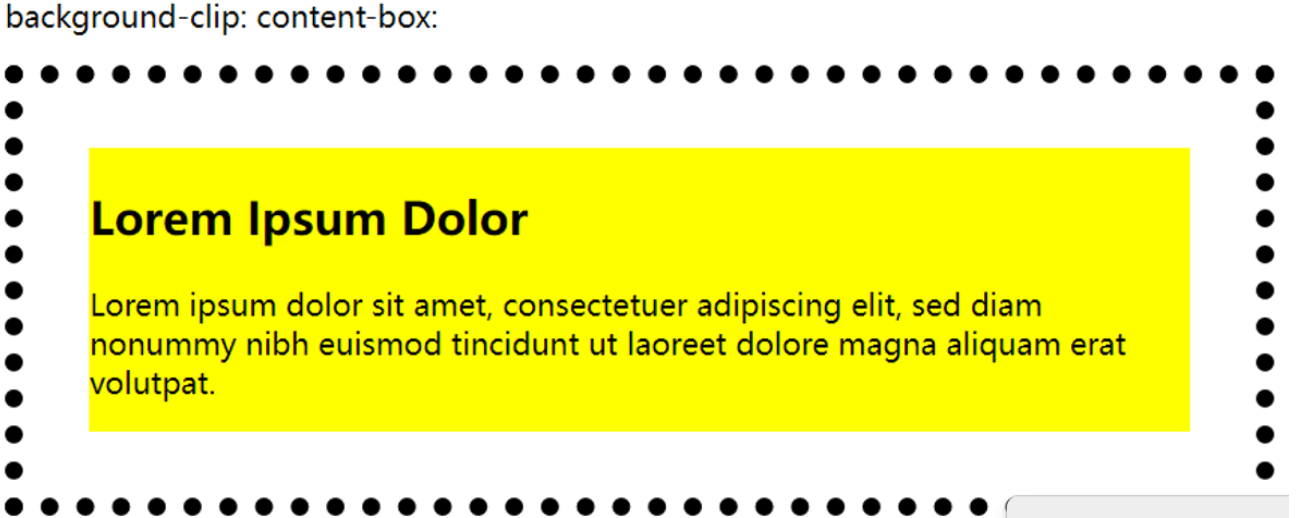 background-clip: content-box:
Lorem Ipsum Dolor
Lorem ipsum dolor sit amet, consectetuer adipiscing elit, sed diam
nonummy nibh euismod tincidunt ut laoreet dolore magna aliquam erat
volutpat.